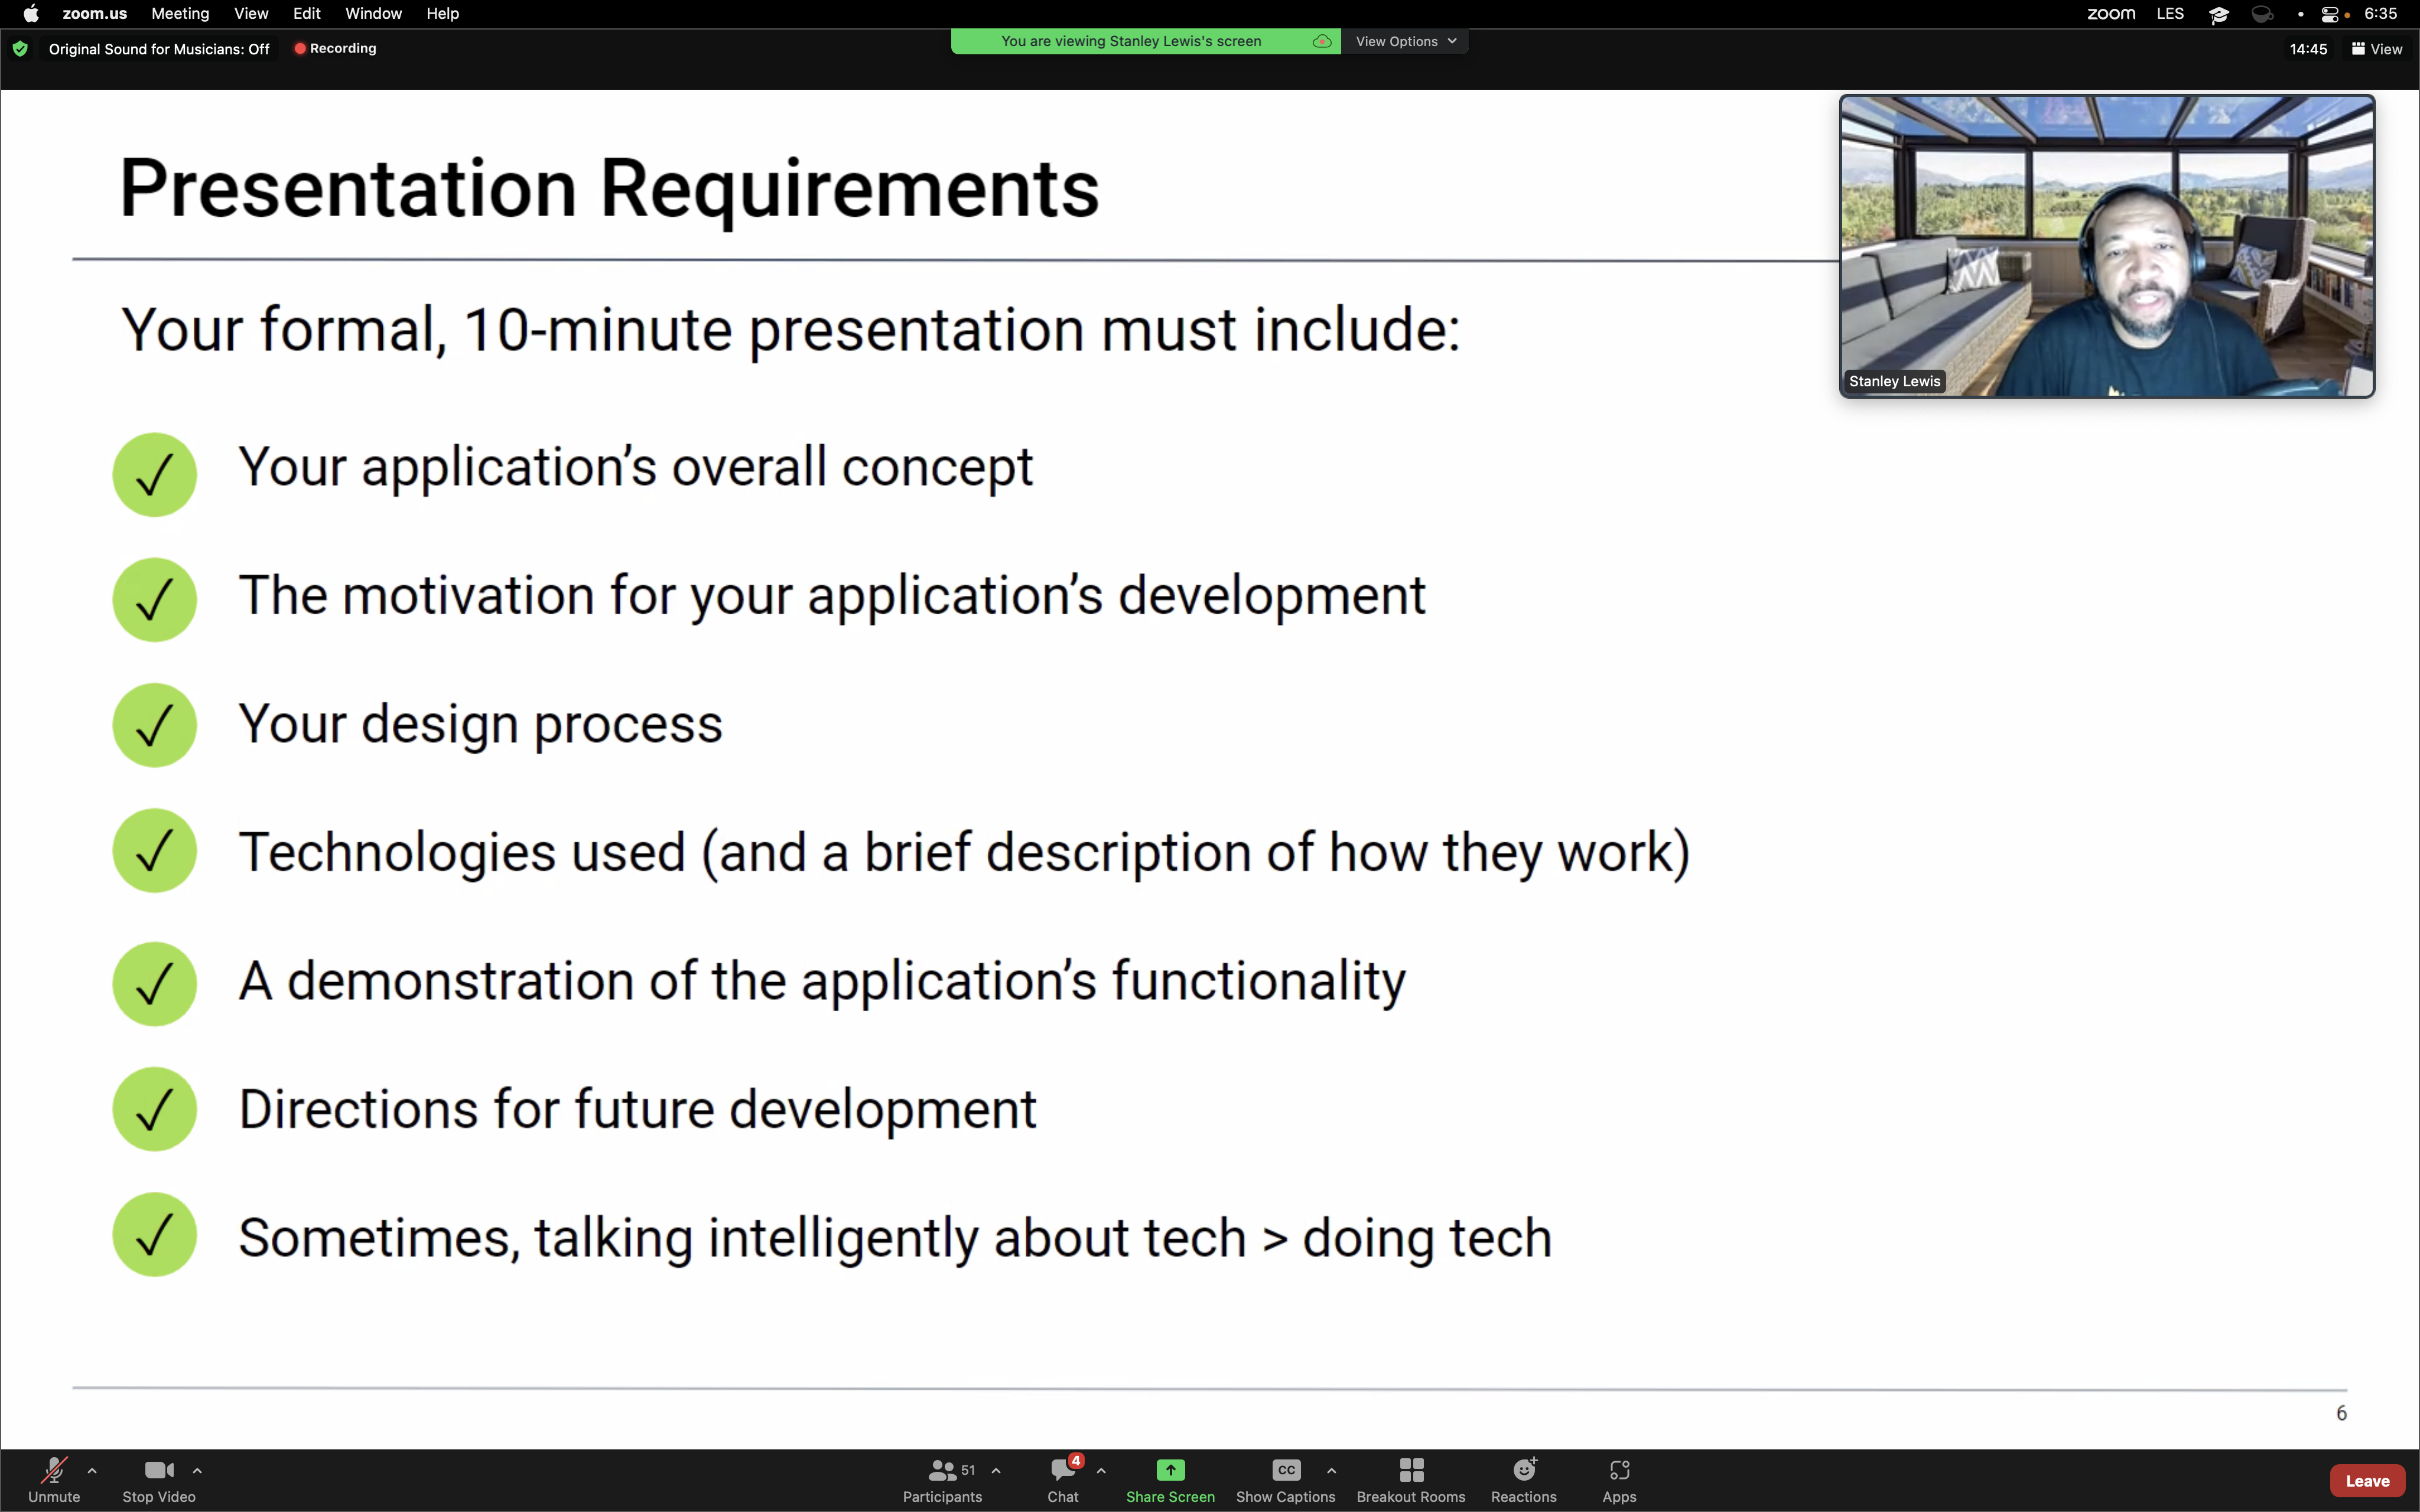 zoom.us Meeting View Edit Window Help
zoom LES 6:35
Original Sound for Musicians: Off Recording
You are viewing Stanley Lewis's screen View Options
14:45 View
Presentation Requirements
Your formal, 10-minute presentation must include:
Stanley Lewis
✓ Your application’s overall concept
✓ The motivation for your application’s development
✓ Your design process
✓ Technologies used (and a brief description of how they work)
✓ A demonstration of the application’s functionality
✓ Directions for future development
✓ Sometimes, talking intelligently about tech > doing tech
6
51 4 CC
Unmute Stop Video Participants Chat Share Screen Show Captions Breakout Rooms Reactions Apps Leave